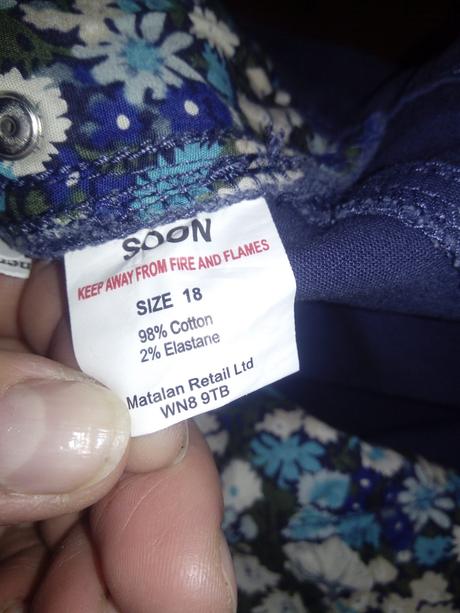 SOON
KEEP AWAY FROM FIRE AND FLAMES
SIZE 18
98% Cotton
2% Elastane
Matalan Retail Ltd
WN8 9TB